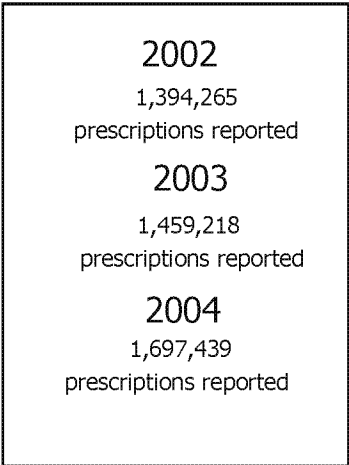 2002
1,394,265
prescriptions reported
2003
1,459,218
prescriptions reported
2004
1,697,439
prescriptions reported